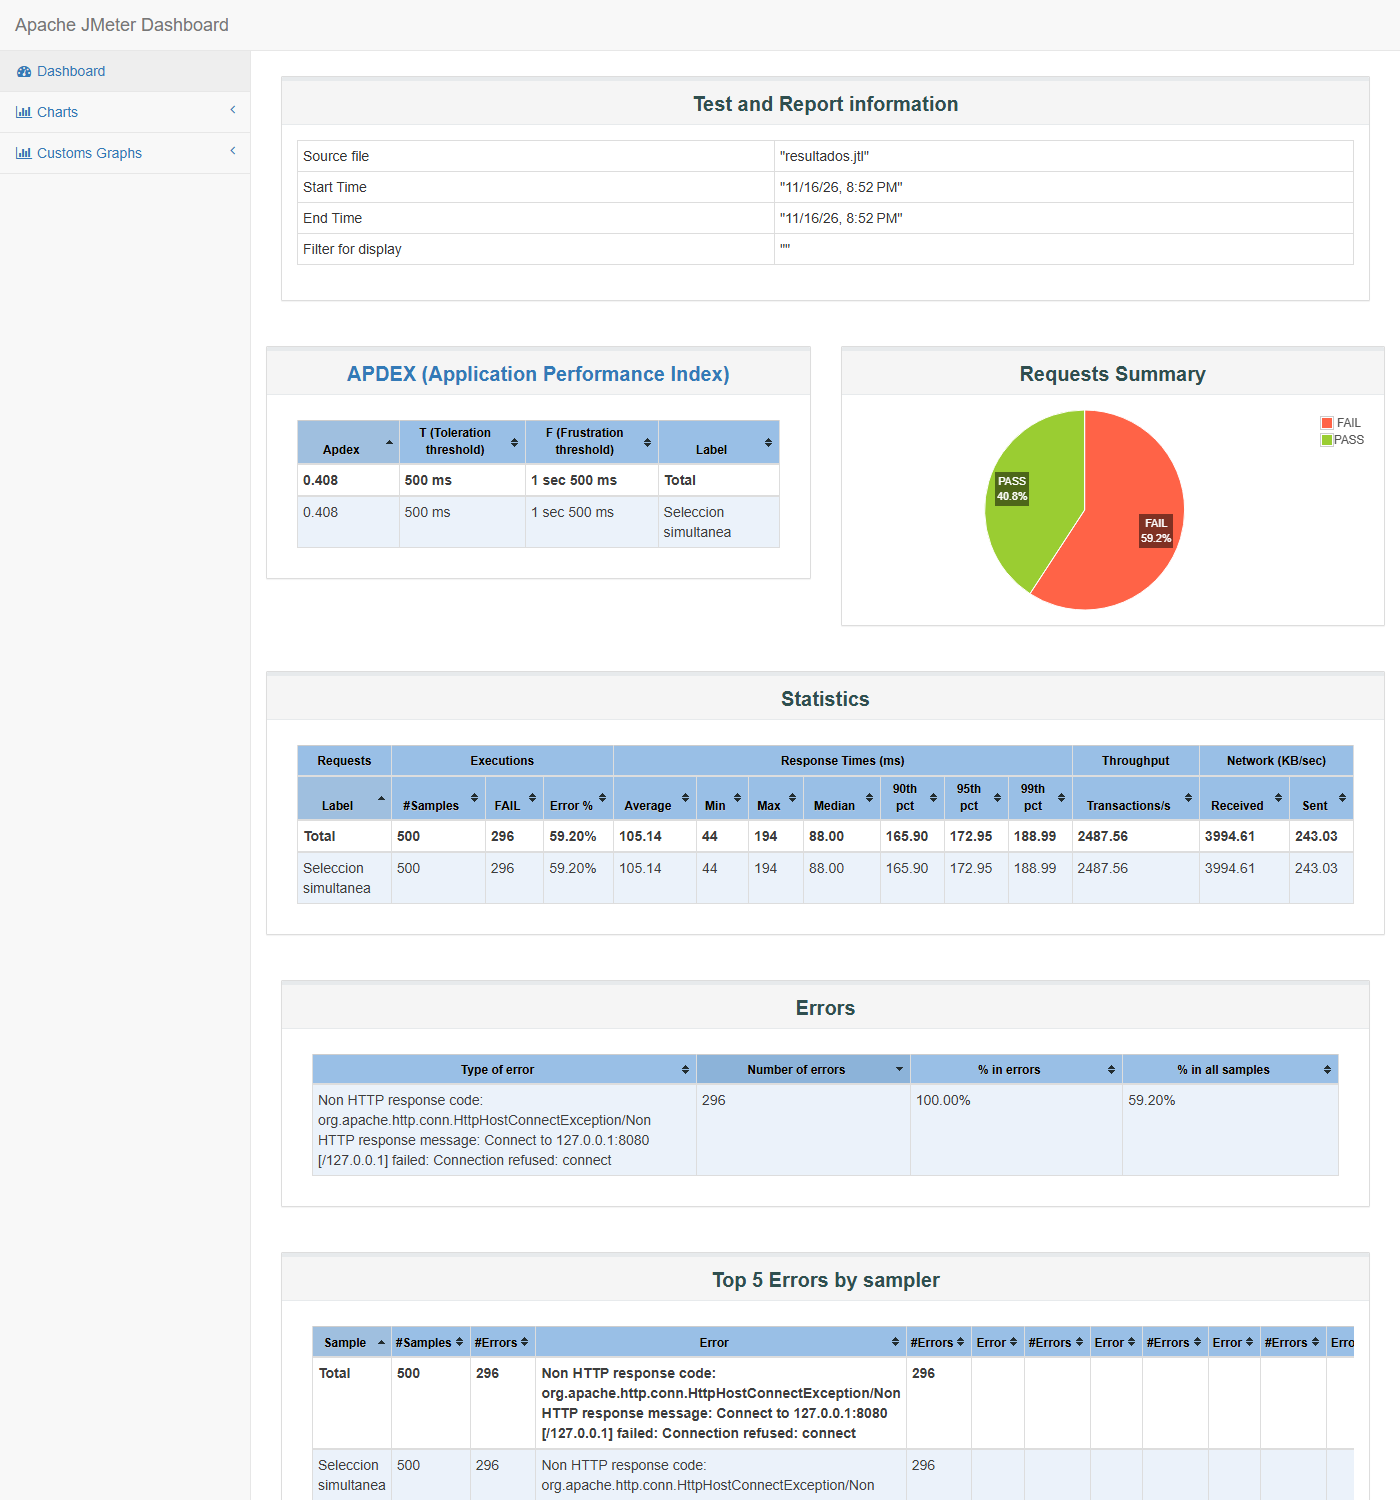 Apache JMeter Dashboard
Dashboard
Charts
Customs Graphs
Test and Report information
Source file "resultados.jtl"
Start Time "11/16/26, 8:52 PM"
End Time "11/16/26, 8:52 PM"
Filter for display ""
APDEX (Application Performance Index)
Apdex T (Toleration threshold) F (Frustration threshold) Label
0.408 500 ms 1 sec 500 ms Total
0.408 500 ms 1 sec 500 ms Seleccion simultanea
Requests Summary
FAIL
PASS
PASS
40.8%
FAIL
59.2%
Statistics
Requests Executions Response Times (ms) Throughput Network (KB/sec)
Label #Samples FAIL Error % Average Min Max Median 90th pct 95th pct 99th pct Transactions/s Received Sent
Total 500 296 59.20% 105.14 44 194 88.00 165.90 172.95 188.99 2487.56 3994.61 243.03
Seleccion simultanea 500 296 59.20% 105.14 44 194 88.00 165.90 172.95 188.99 2487.56 3994.61 243.03
Errors
Type of error Number of errors % in errors % in all samples
Non HTTP response code: 296 100.00% 59.20%
org.apache.http.conn.HttpHostConnectException/Non
HTTP response message: Connect to 127.0.0.1:8080
[/127.0.0.1] failed: Connection refused: connect
Top 5 Errors by sampler
Sample #Samples #Errors Error #Errors Error #Errors Error #Errors Error #Errors Erro
Total 500 296 Non HTTP response code: 296
org.apache.http.conn.HttpHostConnectException/Non
HTTP response message: Connect to 127.0.0.1:8080
[/127.0.0.1] failed: Connection refused: connect
Seleccion 500 296 Non HTTP response code: 296
simultanea org.apache.http.conn.HttpHostConnectException/Non